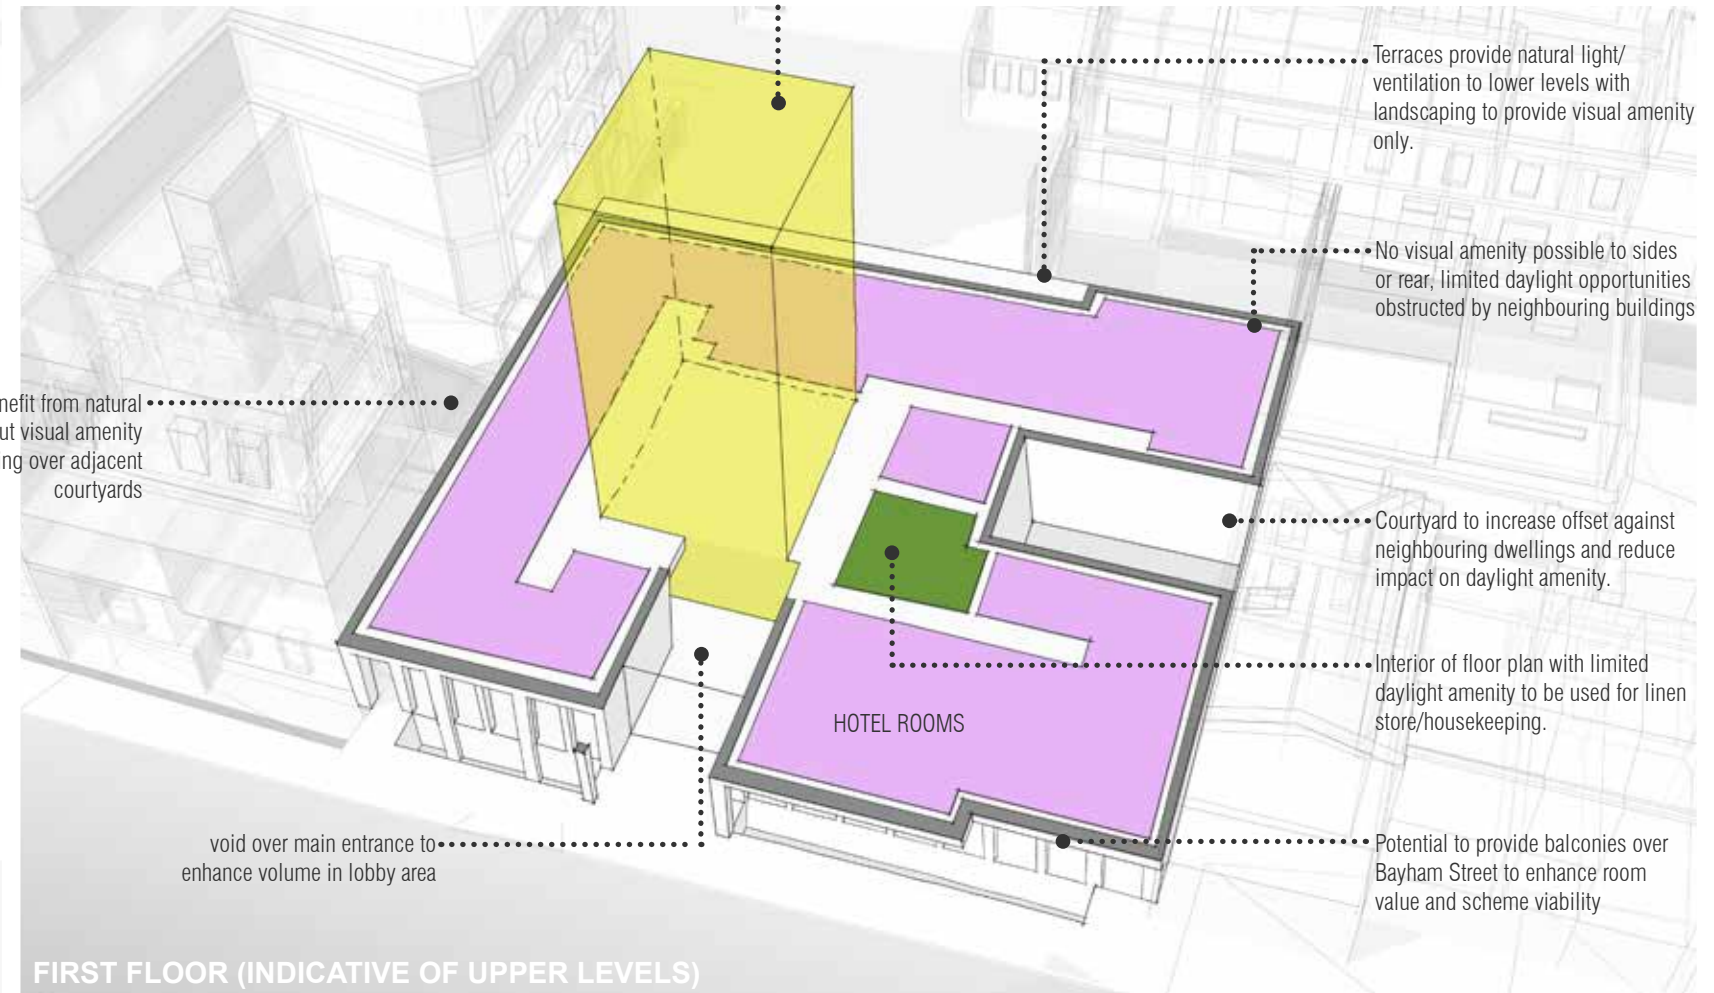 Terraces provide natural light/
ventilation to lower levels with
landscaping to provide visual amenity
only.
No visual amenity possible to sides
or rear, limited daylight opportunities
obstructed by neighbouring buildings
from natural
visual amenity
over adjacent
courtyards
Courtyard to increase offset against
neighbouring dwellings and reduce
impact on daylight amenity.
Interior of floor plan with limited
daylight amenity to be used for linen
store/housekeeping.
HOTEL ROOMS
void over main entrance to
enhance volume in lobby area
Potential to provide balconies over
Bayham Street to enhance room
value and scheme viability
FIRST FLOOR (INDICATIVE OF UPPER LEVELS)